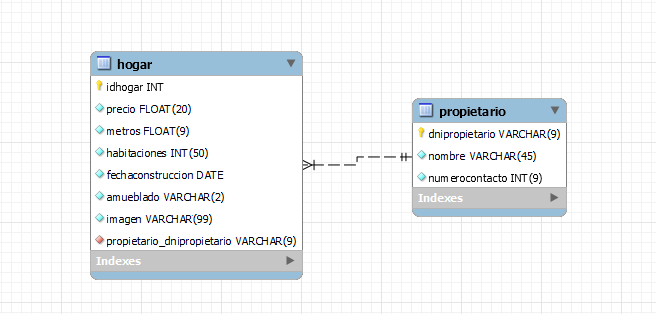 hogar
idhogar INT
precio FLOAT(20)
metros FLOAT(9)
habitaciones INT(50)
fechaconstruccion DATE
amueblado VARCHAR(2)
imagen VARCHAR(99)
propietario_dnipropietario VARCHAR(9)
Indexes
propietario
dnipropietario VARCHAR(9)
nombre VARCHAR(45)
numerocontacto INT(9)
Indexes